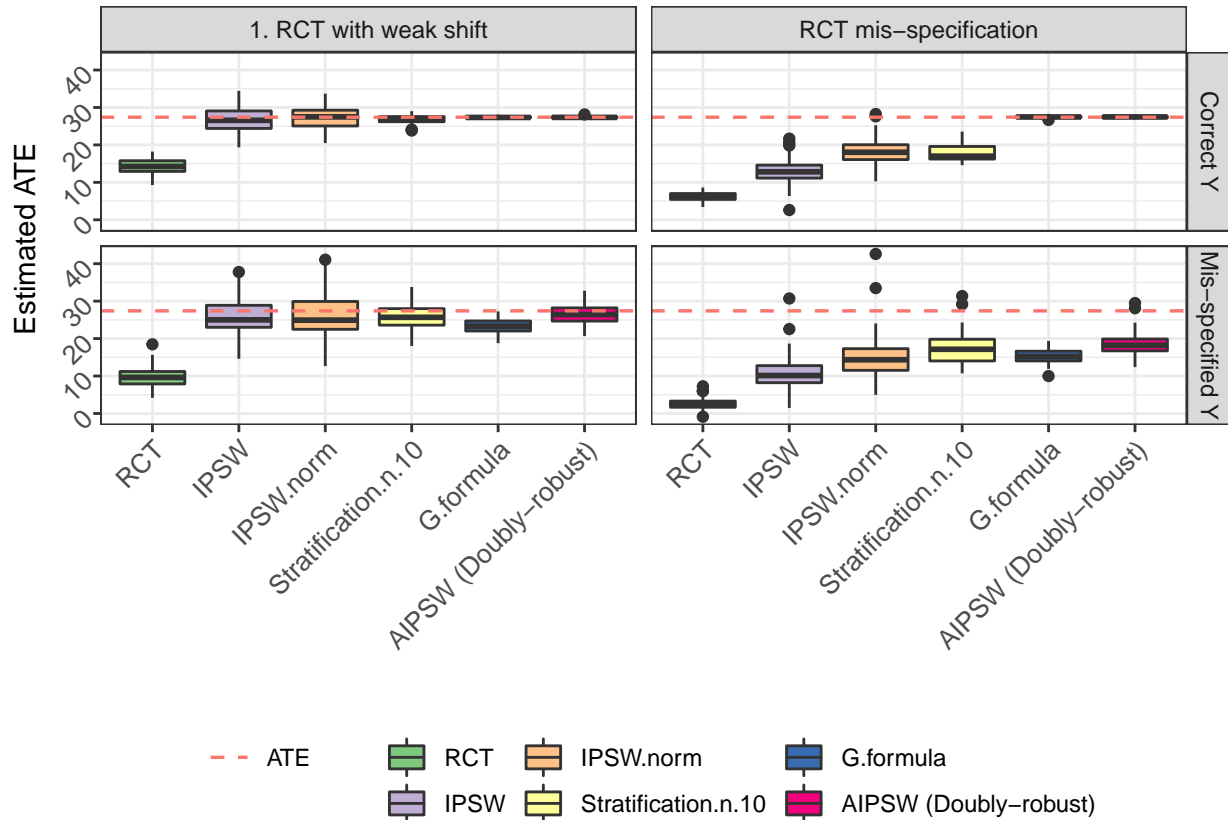 1. RCT with weak shift
RCT mis−specification
Estimated ATE
40
30
20
10
0
Correct Y
40
30
20
10
0
Mis−specified Y
RCT
IPSW
IPSW.norm
Stratification.n.10
G.formula
AIPSW (Doubly−robust)
RCT
IPSW
IPSW.norm
Stratification.n.10
G.formula
AIPSW (Doubly−robust)
ATE
RCT
IPSW.norm
G.formula
IPSW
Stratification.n.10
AIPSW (Doubly−robust)